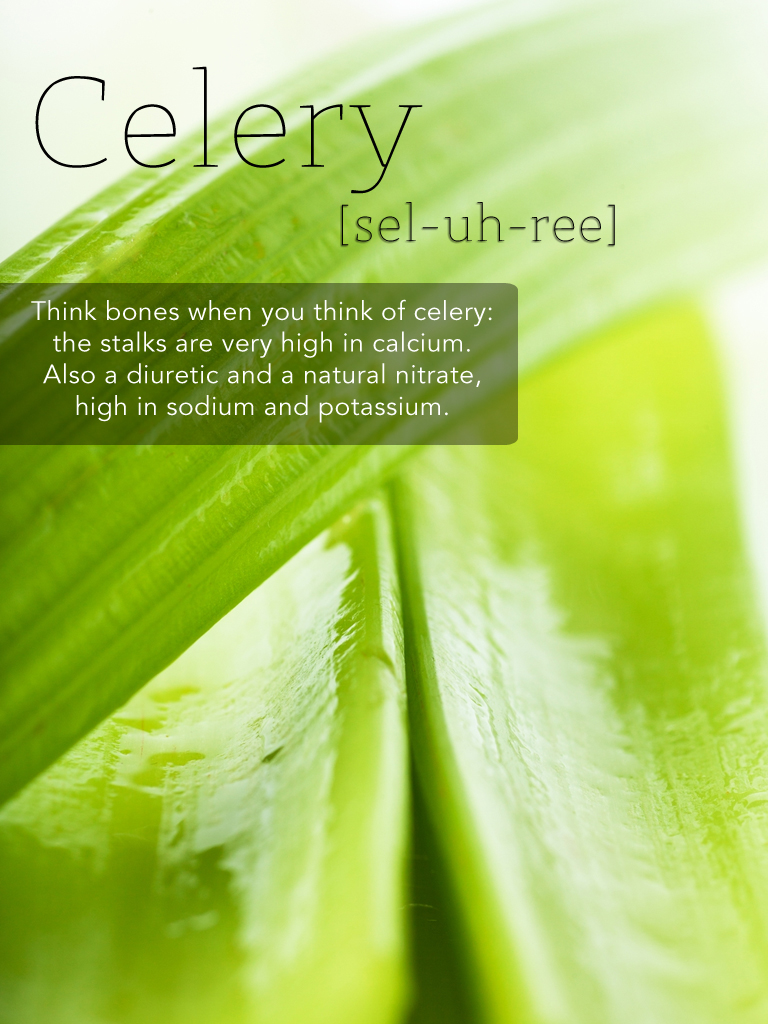 Celery
[sel-uh-ree]
Think bones when you think of celery:
the stalks are very high in calcium.
Also a diuretic and a natural nitrate,
high in sodium and potassium.